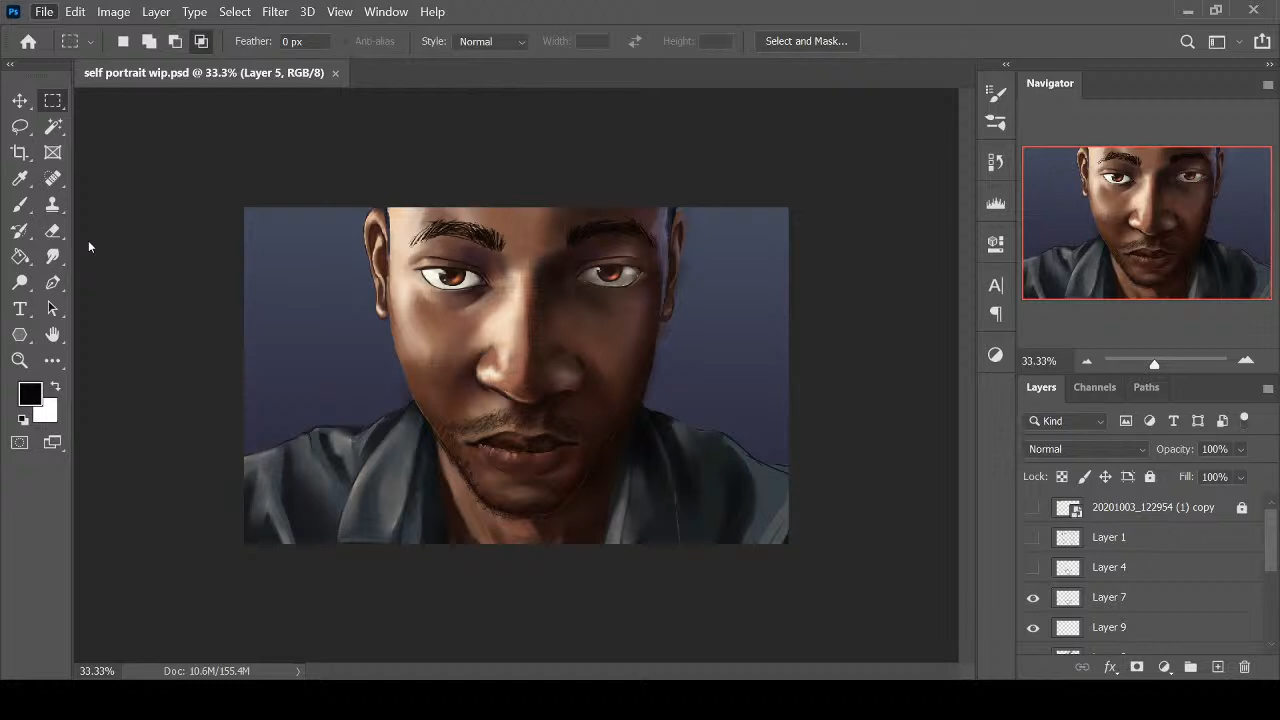 Ps File Edit Image Layer Type Select Filter 3D View Window Help
Feather: 0 px Anti-alias Style: Normal Width: Height: Select and Mask...
self portrait wip.psd @ 33.3% (Layer 5, RGB/8) ×
Navigator
33.33%
Layers Channels Paths
Kind
Normal Opacity: 100%
Lock: Fill: 100%
20201003_122954 (1) copy
Layer 1
Layer 4
Layer 7
Layer 9
33.33% Doc: 10.6M/155.4M